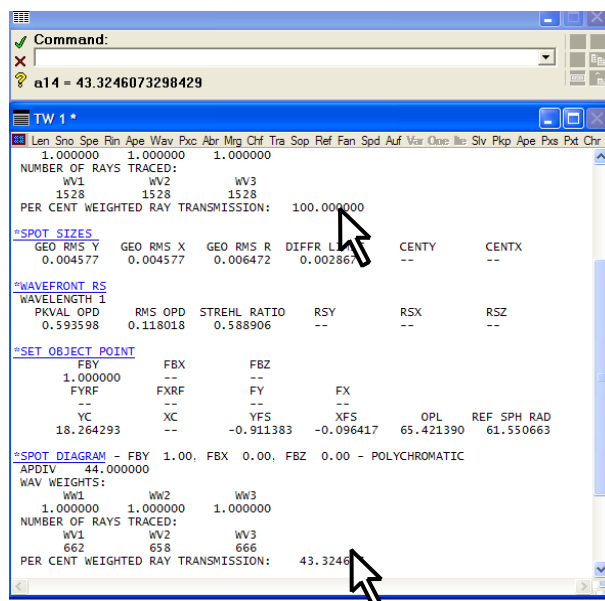 Command:
a14 = 43.3246073298429
TW 1 *
Len Sno Spe Rin Ape Wav Pxc Abr Mrg Chf Tra Sop Ref Fan Spd Auf Var Ope Ite Slv Pkp Ape Pxs Pxt Chr
1.000000 1.000000 1.000000
NUMBER OF RAYS TRACED:
WV1 WV2 WV3
1528 1528 1528
PER CENT WEIGHTED RAY TRANSMISSION: 100.000000
*SPOT SIZES
GEO RMS Y GEO RMS X GEO RMS R DIFFR CENTY CENTX
0.004577 0.004577 0.006472 0.002867 -- --
*WAVEFRONT RS
WAVELENGTH 1
PKVAL OPD RMS OPD STREHL RATIO RSY RSX RSZ
0.593598 0.118018 0.588906 -- -- --
*SET OBJECT POINT
FBY FBX FBZ
1.000000 -- --
FYRF FXRF FY FX
-- -- -- --
YC XC YFS XFS OPL REF SPH RAD
18.264293 -- -0.911383 -0.096417 65.421390 61.550663
*SPOT DIAGRAM - FBY 1.00, FBX 0.00, FBZ 0.00 - POLYCHROMATIC
APDIV 44.000000
WAV WEIGHTS:
WW1 WW2 WW3
1.000000 1.000000 1.000000
NUMBER OF RAYS TRACED:
WV1 WV2 WV3
662 658 666
PER CENT WEIGHTED RAY TRANSMISSION: